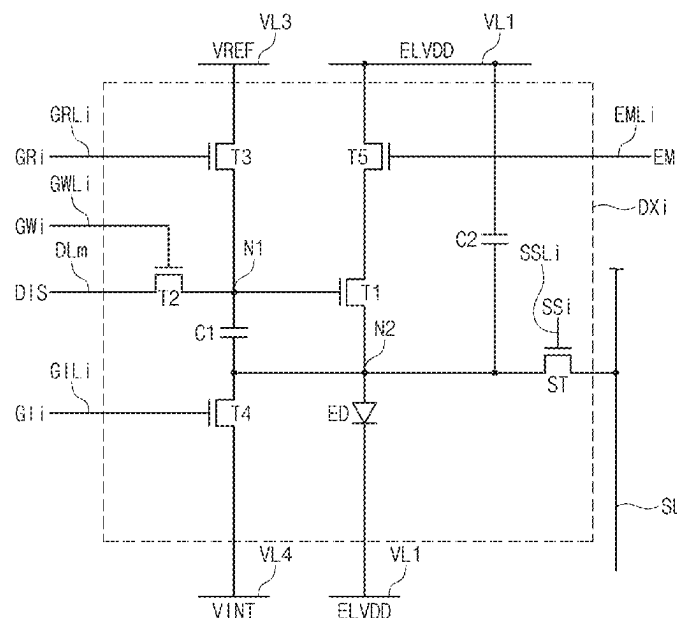 VL3
VL1
VREF
ELVDD
GRLi
EMLi
GRi
T3
T5
EM
GWLi
DXi
GWi
C2
DLm
N1
SSLi
DIS
T2
T1
SSi
C1
N2
ST
GILi
GIi
T4
ED
SL
VL4
VL1
VINT
ELVDD